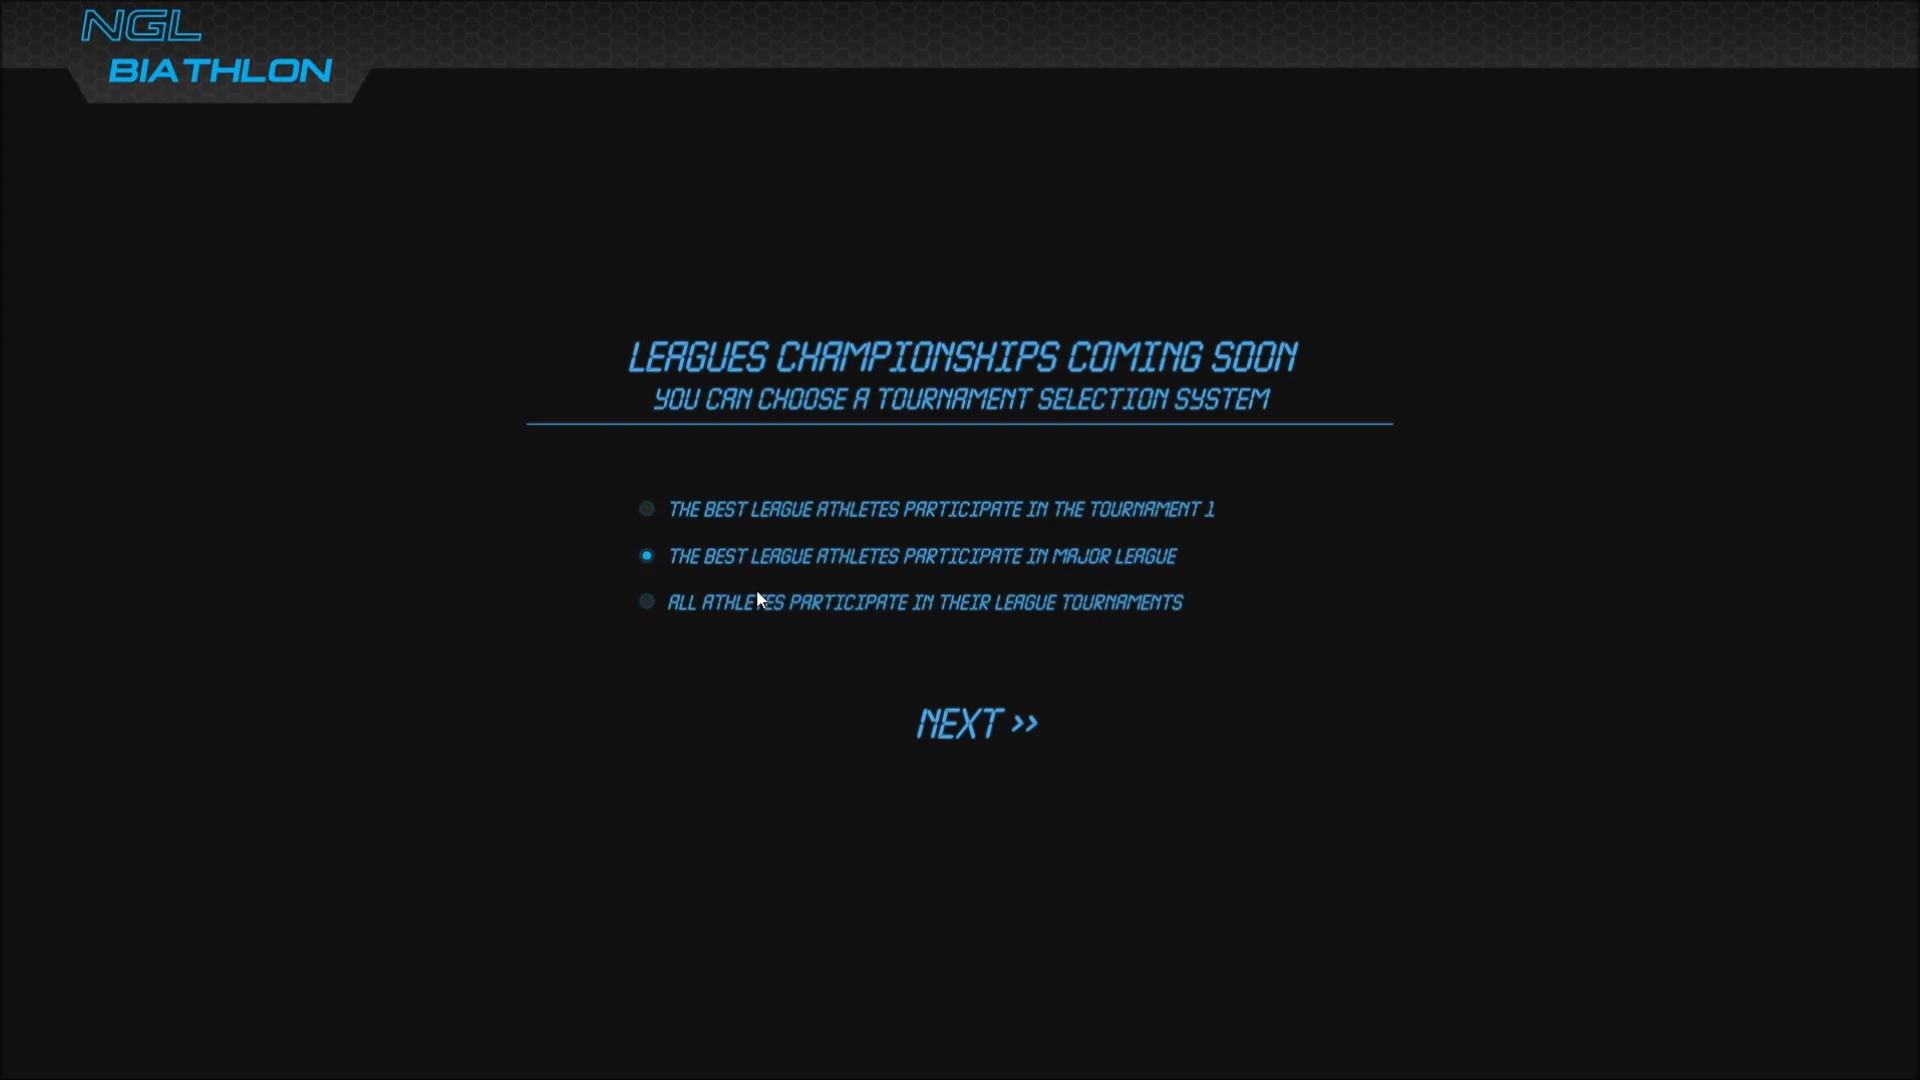 NGL
BIATHLON
LEAGUES CHAMPIONSHIPS COMING SOON
YOU CAN CHOOSE A TOURNAMENT SELECTION SYSTEM
THE BEST LEAGUE ATHLETES PARTICIPATE IN THE TOURNAMENT 1
THE BEST LEAGUE ATHLETES PARTICIPATE IN MAJOR LEAGUE
ALL ATHLETES PARTICIPATE IN THEIR LEAGUE TOURNAMENTS
NEXT >>